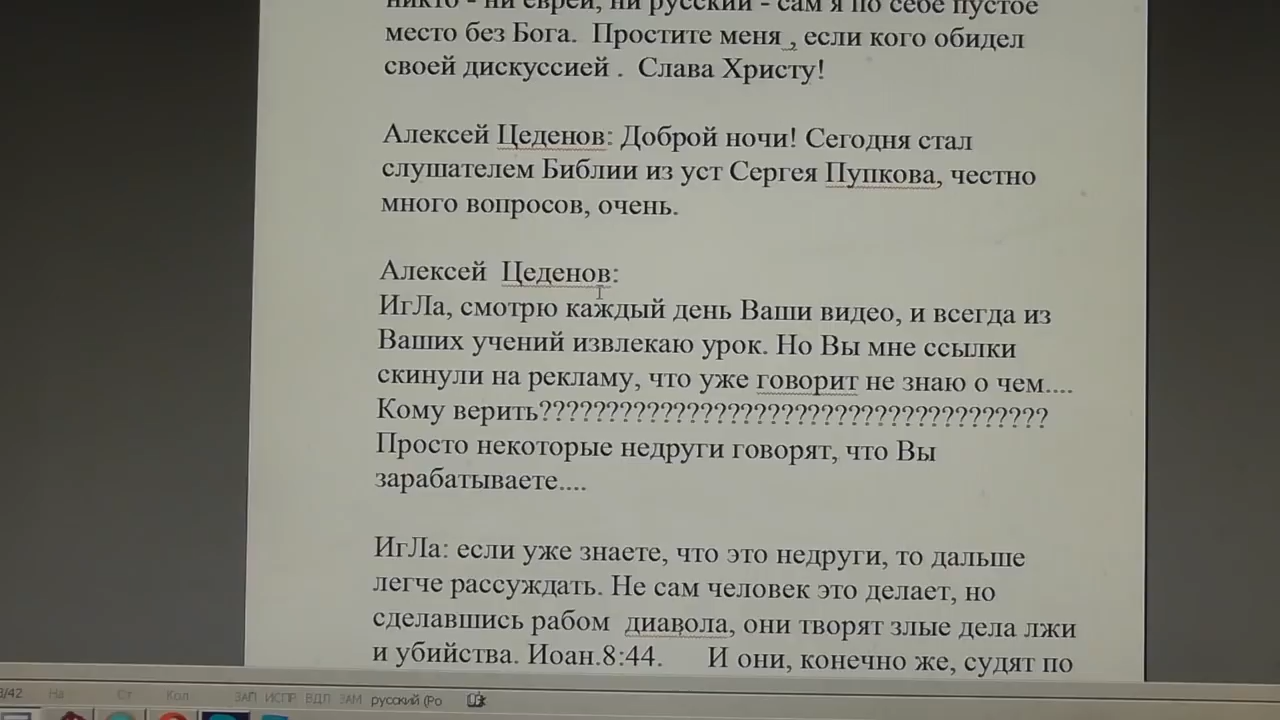 никто - ни еврей, ни русский - сам я по себе пустое
место без Бога.  Простите меня , если кого обидел
своей дискуссией .  Слава Христу!
Алексей Цеденов: Доброй ночи! Сегодня стал
слушателем Библии из уст Сергея Пупкова, честно
много вопросов, очень.
Алексей  Цеденов:
ИгЛа, смотрю каждый день Ваши видео, и всегда из
Ваших учений извлекаю урок. Но Вы мне ссылки
скинули на рекламу, что уже говорит не знаю о чем....
Кому верить??????????????????????????????????????
Просто некоторые недруги говорят, что Вы
зарабатываете....
ИгЛа: если уже знаете, что это недруги, то дальше
легче рассуждать. Не сам человек это делает, но
сделавшись рабом  диавола, они творят злые дела лжи
и убийства. Иоан.8:44.      И они, конечно же, судят по
3/42 На Ст Кол ЗАП ИСПР ВДЛ ЗАМ русский (Ро